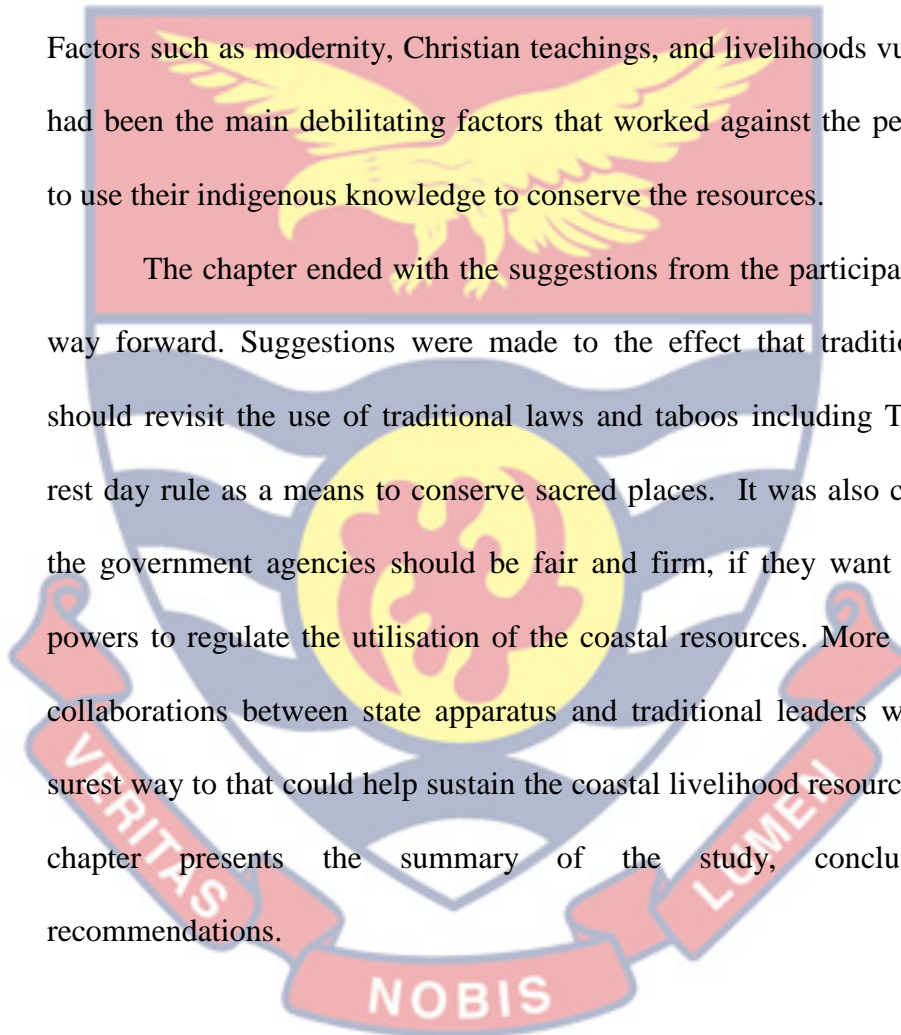 Factors such as modernity, Christian teachings, and livelihoods
had been the main debilitating factors that worked against the
to use their indigenous knowledge to conserve the resources.
The chapter ended with the suggestions from the
way forward. Suggestions were made to the effect that
should revisit the use of traditional laws and taboos including
rest day rule as a means to conserve sacred places. It was also
the government agencies should be fair and firm, if they want
powers to regulate the utilisation of the coastal resources. More
collaborations between state apparatus and traditional leaders
surest way to that could help sustain the coastal livelihood
chapter presents the summary of the study,
recommendations.
VERITAS
NOBIS
LUMEN